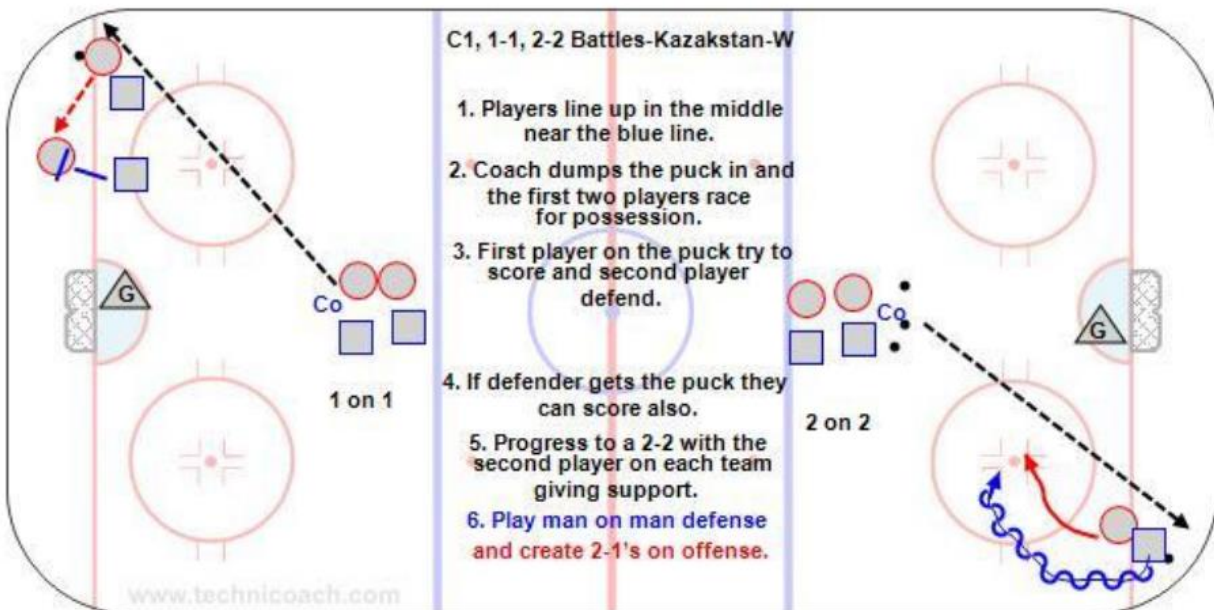 C1, 1-1, 2-2 Battles-Kazakstan-W
1. Players line up in the middle
near the blue line.
2. Coach dumps the puck in and
the first two players race
for possession.
3. First player on the puck try to
score and second player
defend.
4. If defender gets the puck they
can score also.
5. Progress to a 2-2 with the
second player on each team
giving support.
6. Play man on man defense
and create 2-1's on offense.
G
Co
1 on 1
Co
G
2 on 2
www.technicoach.com